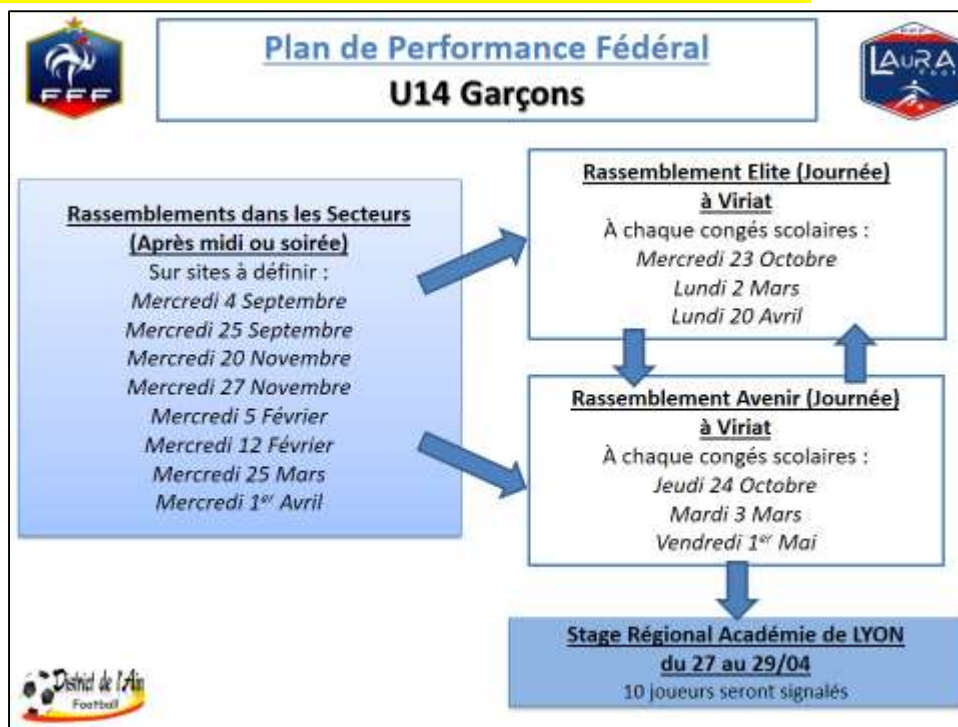 FFF
Plan de Performance Fédéral
U14 Garçons
LAuRA
FOOT
Rassemblements dans les Secteurs
(Après midi ou soirée)
Sur sites à définir :
Mercredi 4 Septembre
Mercredi 25 Septembre
Mercredi 20 Novembre
Mercredi 27 Novembre
Mercredi 5 Février
Mercredi 12 Février
Mercredi 25 Mars
Mercredi 1er Avril
Rassemblement Elite (Journée)
à Viriat
À chaque congés scolaires :
Mercredi 23 Octobre
Lundi 2 Mars
Lundi 20 Avril
Rassemblement Avenir (Journée)
à Viriat
À chaque congés scolaires :
Jeudi 24 Octobre
Mardi 3 Mars
Vendredi 1er Mai
Stage Régional Académie de LYON
du 27 au 29/04
10 joueurs seront signalés
District de l'Ain
Football